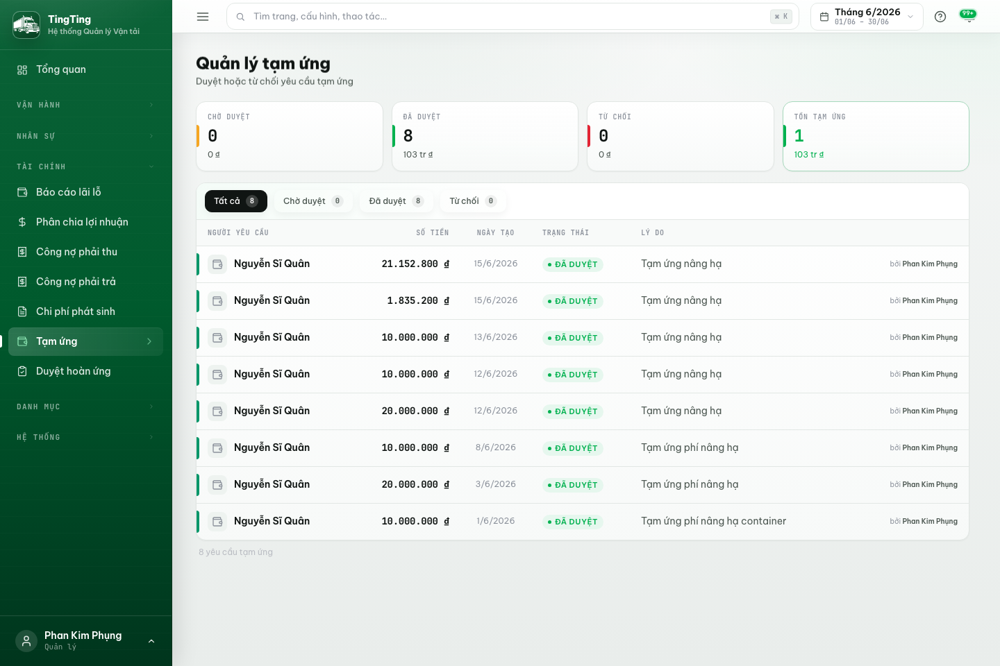 TingTing
Hệ thống Quản lý Vận tải
Tổng quan
VẬN HÀNH
NHÂN SỰ
TÀI CHÍNH
Báo cáo lãi lỗ
Phân chia lợi nhuận
Công nợ phải thu
Công nợ phải trả
Chi phí phát sinh
Tạm ứng
Duyệt hoàn ứng
DANH MỤC
HỆ THỐNG
Phan Kim Phụng
Quản lý
Tìm trang, cấu hình, thao tác...
⌘ K
Tháng 6/2026
01/06 – 30/06
99+
Quản lý tạm ứng
Duyệt hoặc từ chối yêu cầu tạm ứng
CHỜ DUYỆT
0
0 ₫
ĐÃ DUYỆT
8
103 tr ₫
TỪ CHỐI
0
0 ₫
TỒN TẠM ỨNG
1
103 tr ₫
Tất cả 8 Chờ duyệt 0 Đã duyệt 8 Từ chối 0
NGƯỜI YÊU CẦU SỐ TIỀN NGÀY TẠO TRẠNG THÁI LÝ DO
Nguyễn Sĩ Quân 21.152.800 ₫ 15/6/2026 ĐÃ DUYỆT Tạm ứng nâng hạ bởi Phan Kim Phụng
Nguyễn Sĩ Quân 1.835.200 ₫ 15/6/2026 ĐÃ DUYỆT Tạm ứng nâng hạ bởi Phan Kim Phụng
Nguyễn Sĩ Quân 10.000.000 ₫ 13/6/2026 ĐÃ DUYỆT Tạm ứng nâng hạ bởi Phan Kim Phụng
Nguyễn Sĩ Quân 10.000.000 ₫ 12/6/2026 ĐÃ DUYỆT Tạm ứng nâng hạ bởi Phan Kim Phụng
Nguyễn Sĩ Quân 20.000.000 ₫ 12/6/2026 ĐÃ DUYỆT Tạm ứng nâng hạ bởi Phan Kim Phụng
Nguyễn Sĩ Quân 10.000.000 ₫ 8/6/2026 ĐÃ DUYỆT Tạm ứng phí nâng hạ bởi Phan Kim Phụng
Nguyễn Sĩ Quân 20.000.000 ₫ 3/6/2026 ĐÃ DUYỆT Tạm ứng phí nâng hạ bởi Phan Kim Phụng
Nguyễn Sĩ Quân 10.000.000 ₫ 1/6/2026 ĐÃ DUYỆT Tạm ứng phí nâng hạ container bởi Phan Kim Phụng
8 yêu cầu tạm ứng